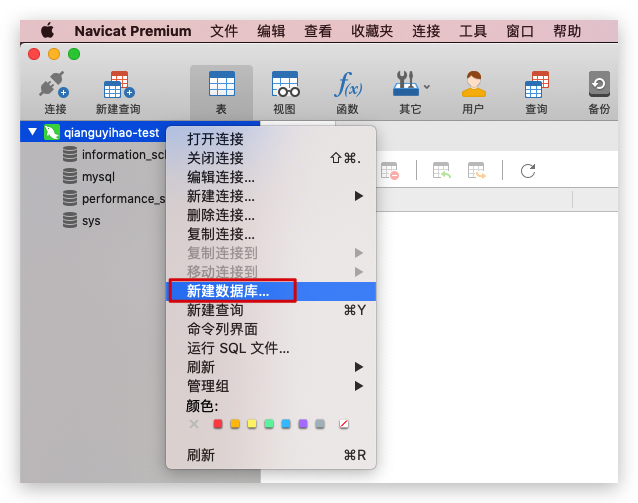 Navicat Premium 文件 编辑 查看 收藏夹 连接 工具 窗口 帮助
连接 新建查询 表 视图 函数 其它 用户 查询 备份
qianguyihao-test
information_sc
mysql
performance_s
sys
打开连接
关闭连接 ⇧⌘.
编辑连接...
新建连接...
删除连接...
复制连接...
复制连接到
移动连接到
新建数据库...
新建查询 ⌘Y
命令列界面
运行 SQL 文件...
刷新
管理组
颜色:
刷新 ⌘R